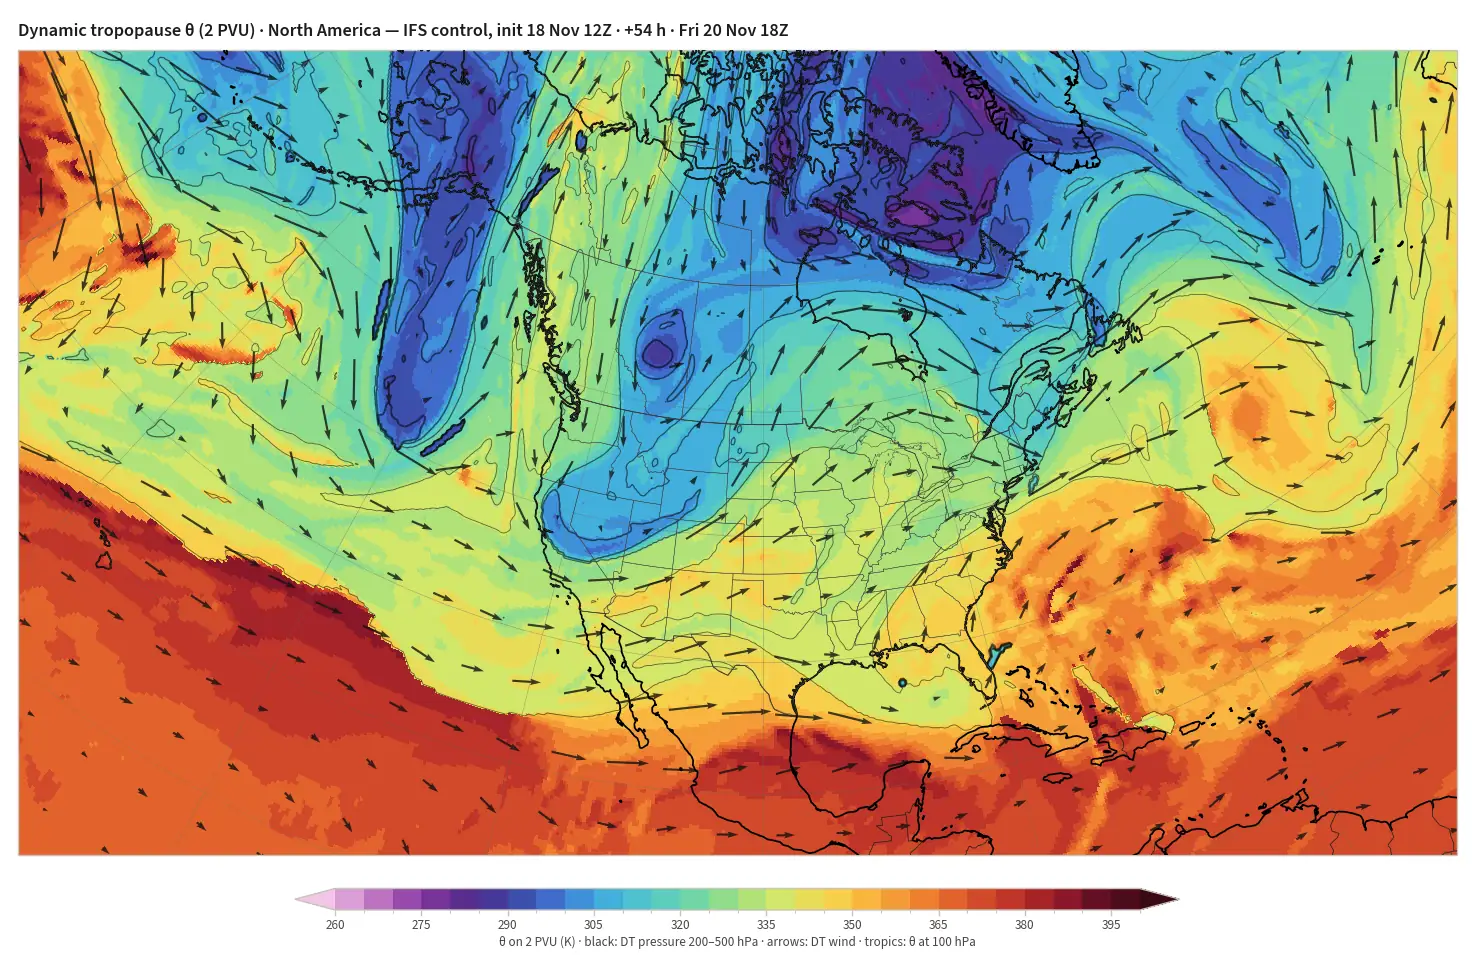 Dynamic tropopause θ (2 PVU) · North America — IFS control, init 18 Nov 12Z · +54 h · Fri 20 Nov 18Z
260 275 290 305 320 335 350 365 380 395
θ on 2 PVU (K) · black: DT pressure 200–500 hPa · arrows: DT wind · tropics: θ at 100 hPa